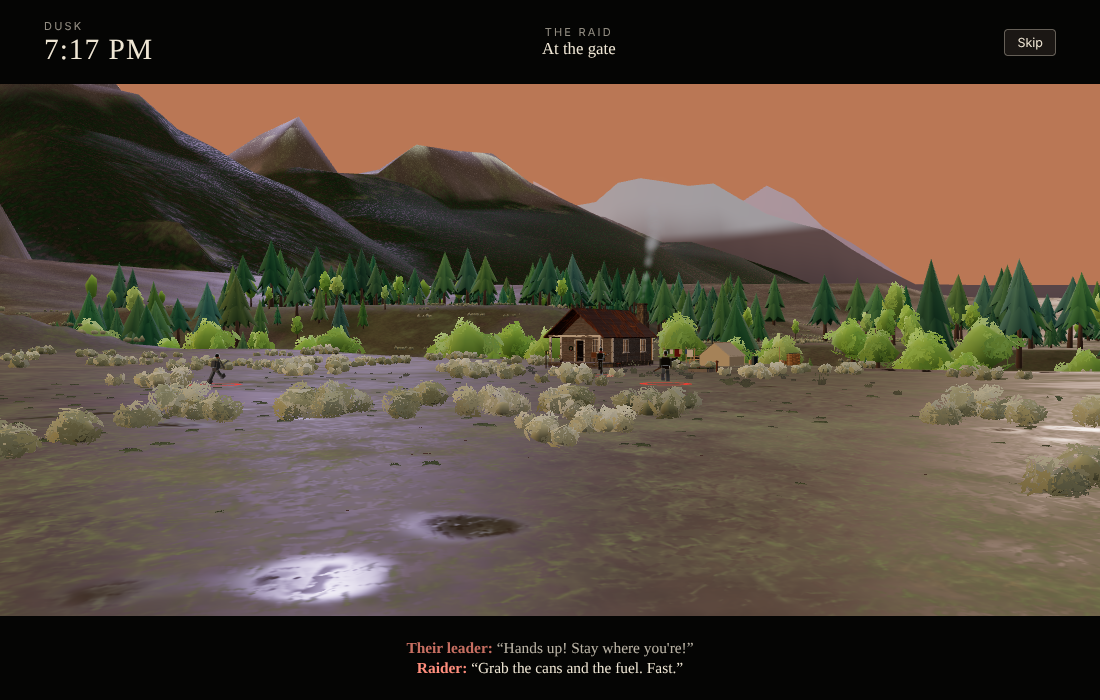 DUSK
7:17 PM
THE RAID
At the gate
Skip
Their leader: “Hands up! Stay where you're!”
Raider: “Grab the cans and the fuel. Fast.”